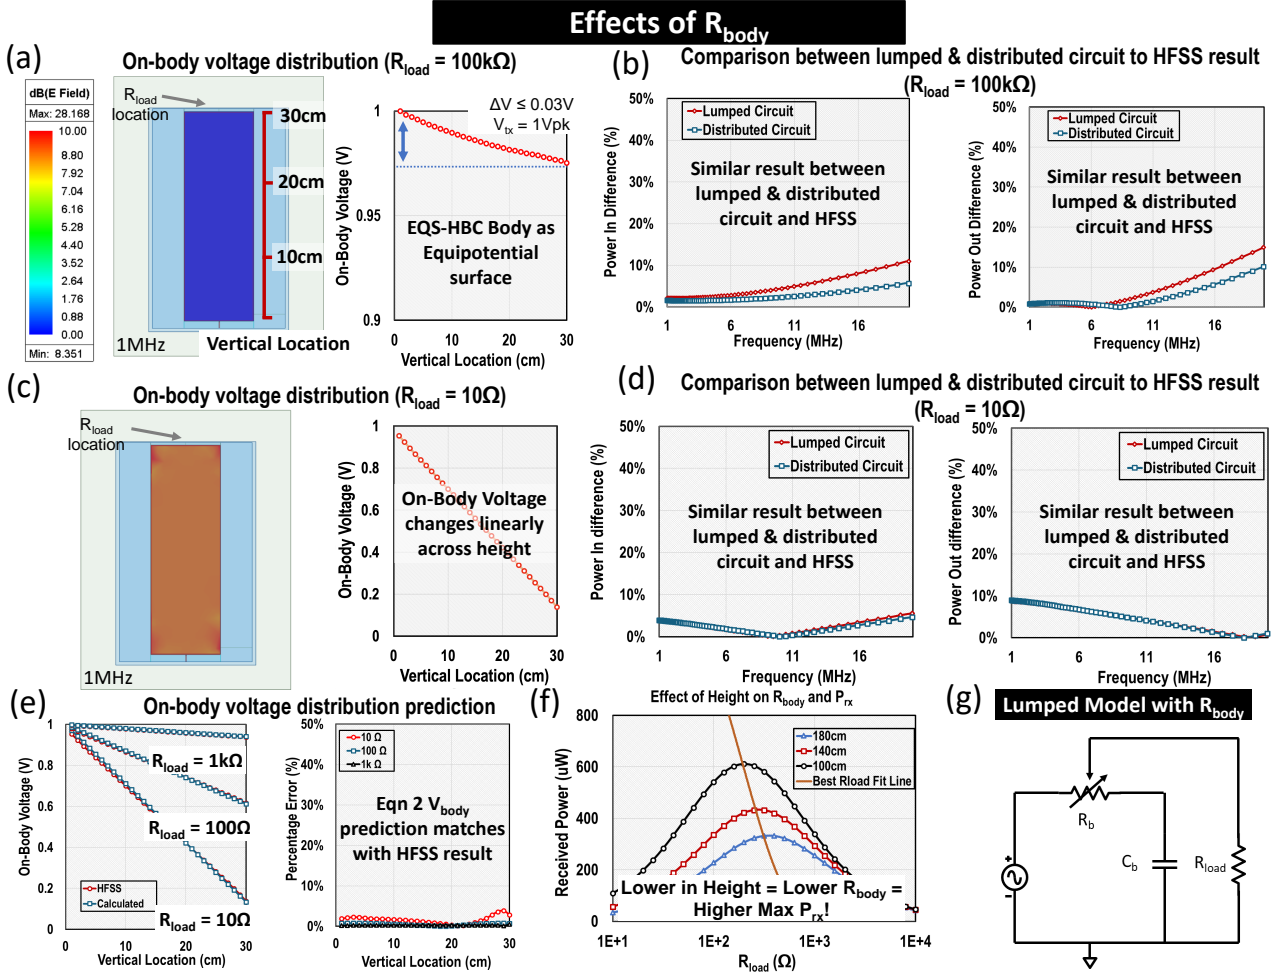 Effects of Rbody
(a)
On-body voltage distribution (Rload = 100kΩ)
dB(E Field)
Max: 28.168
10.00
8.80
7.92
7.04
6.16
5.28
4.40
3.52
2.64
1.76
0.88
0.00
Min: 8.351
Rload
location
30cm
20cm
10cm
1MHz
Vertical Location
On-Body Voltage (V)
1
0.95
0.9
ΔV ≤ 0.03V
Vtx = 1Vpk
EQS-HBC Body as
Equipotential
surface
0 10 20 30
Vertical Location (cm)
(b)
Comparison between lumped & distributed circuit to HFSS result
(Rload = 100kΩ)
Power In Difference (%)
50%
40%
30%
20%
10%
0%
Lumped Circuit
Distributed Circuit
Similar result between
lumped & distributed
circuit and HFSS
1 6 11 16
Frequency (MHz)
Power Out Difference (%)
50%
40%
30%
20%
10%
0%
Lumped Circuit
Distributed Circuit
Similar result between
lumped & distributed
circuit and HFSS
1 6 11 16
Frequency (MHz)
(c)
On-body voltage distribution (Rload = 10Ω)
Rload
location
1MHz
On-Body Voltage (V)
1
0.8
0.6
0.4
0.2
0
On-Body Voltage
changes linearly
across height
0 10 20 30
Vertical Location (cm)
(d)
Comparison between lumped & distributed circuit to HFSS result
(Rload = 10Ω)
Power In difference (%)
50%
40%
30%
20%
10%
0%
Lumped Circuit
Distributed Circuit
Similar result between
lumped & distributed
circuit and HFSS
1 6 11 16
Frequency (MHz)
Power Out difference (%)
50%
40%
30%
20%
10%
0%
Lumped Circuit
Distributed Circuit
Similar result between
lumped & distributed
circuit and HFSS
1 6 11 16
Frequency (MHz)
(e)
On-body voltage distribution prediction
On-Body Voltage (V)
1
0.8
0.6
0.4
0.2
0
Rload = 1kΩ
Rload = 100Ω
Rload = 10Ω
HFSS
Calculated
0 10 20 30
Vertical Location (cm)
Percentage Error (%)
50%
40%
30%
20%
10%
0%
10 Ω
100 Ω
1k Ω
Eqn 2 Vbody
prediction matches
with HFSS result
0 10 20 30
Vertical Location (cm)
(f)
Effect of Height on Rbody and Prx
Received Power (uW)
800
600
400
200
0
180cm
140cm
100cm
Best Rload Fit Line
Lower in Height = Lower Rbody =
Higher Max Prx!
1E+1 1E+2 1E+3 1E+4
Rload (Ω)
(g)
Lumped Model with Rbody
Rb
Cb
Rload
+
−